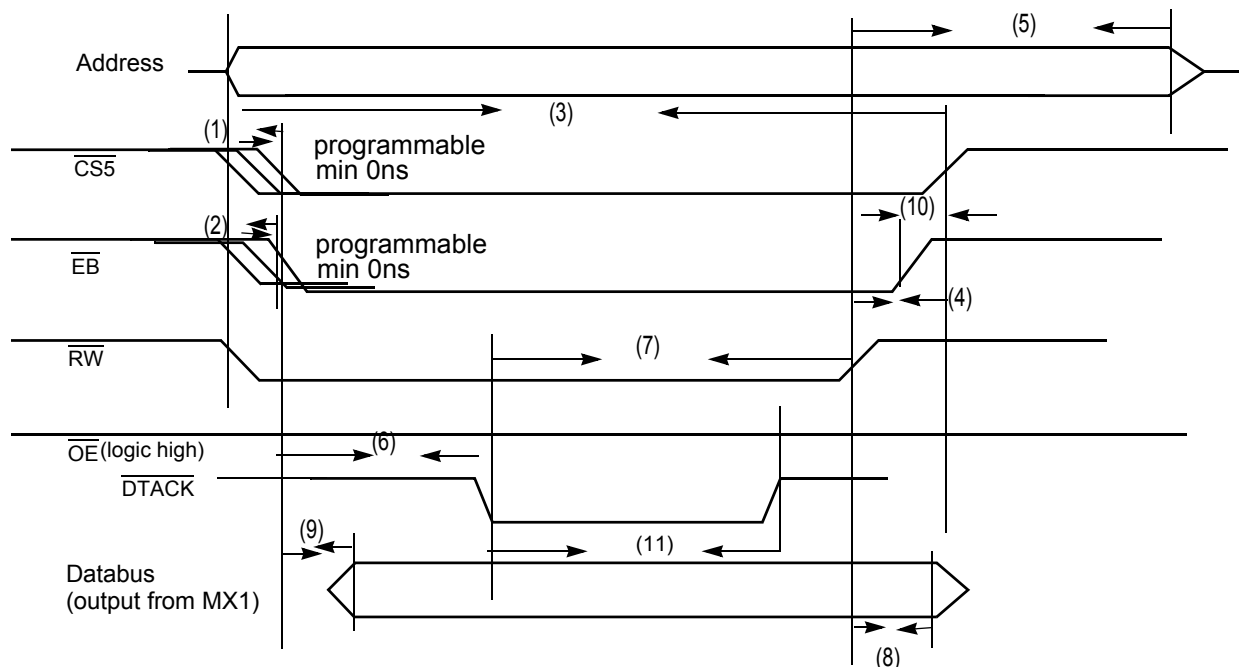 (5)
Address
(3)
(1)
programmable
min 0ns
CS5
(10)
(2)
programmable
min 0ns
EB
(4)
(7)
RW
OE(logic high)
(6)
DTACK
(9)
(11)
Databus
(output from MX1)
(8)